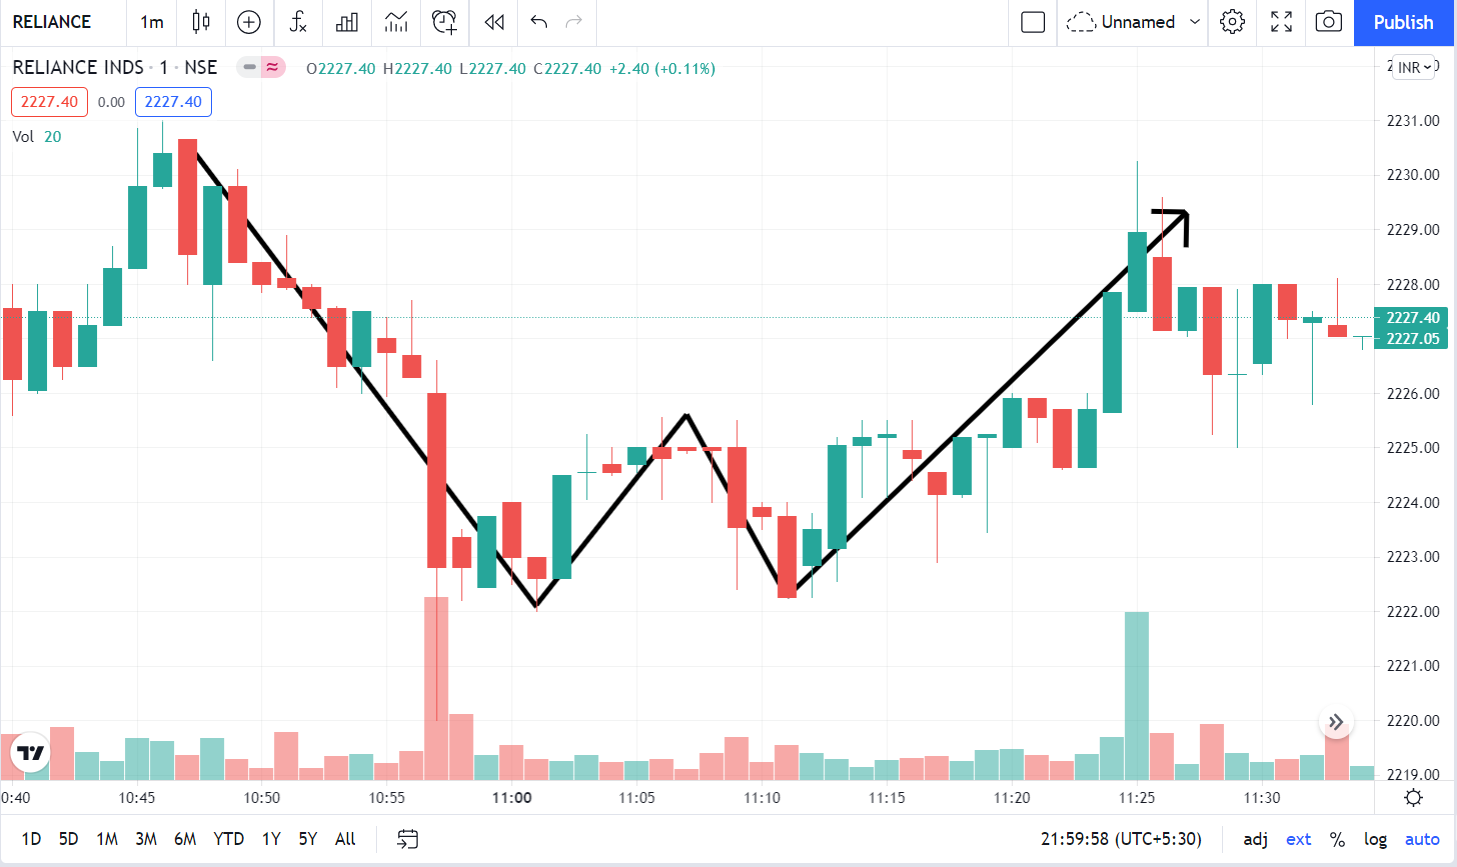 RELIANCE 1m fx Unnamed Publish
RELIANCE INDS · 1 · NSE O2227.40 H2227.40 L2227.40 C2227.40 +2.40 (+0.11%) INR
2227.40 0.00 2227.40
Vol 20
2231.00
2230.00
2229.00
2228.00
2227.40
2227.05
2226.00
2225.00
2224.00
2223.00
2222.00
2221.00
2220.00
2219.00
0:40 10:45 10:50 10:55 11:00 11:05 11:10 11:15 11:20 11:25 11:30
1D 5D 1M 3M 6M YTD 1Y 5Y All 21:59:58 (UTC+5:30) adj ext % log auto